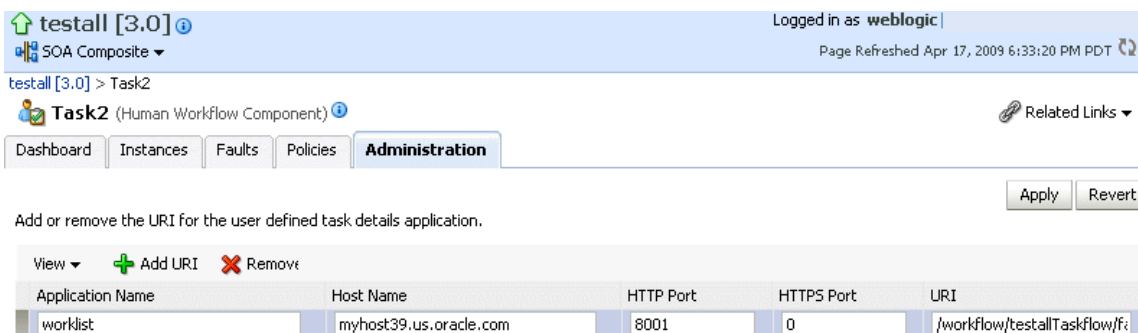 testall [3.0]
Logged in as weblogic
SOA Composite
Page Refreshed Apr 17, 2009 6:33:20 PM PDT
testall [3.0] > Task2
Task2 (Human Workflow Component)
Related Links
Dashboard Instances Faults Policies Administration
Apply Revert
Add or remove the URI for the user defined task details application.
View Add URI Remove
Application Name Host Name HTTP Port HTTPS Port URI
worklist myhost39.us.oracle.com 8001 0 /workflow/testallTaskflow/fa